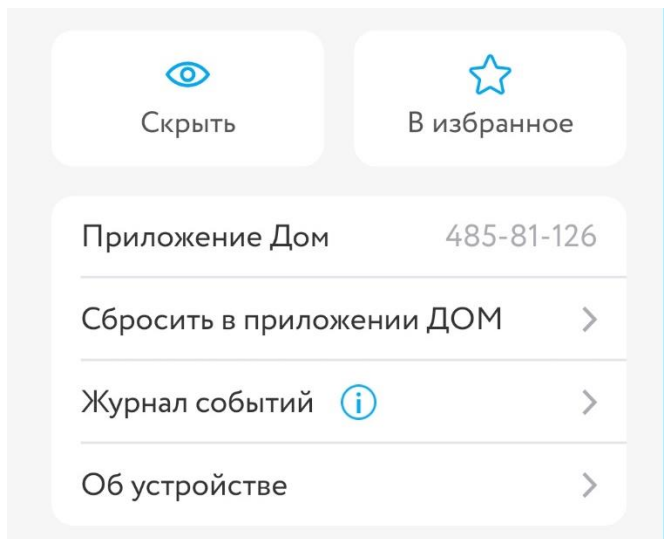 Скрыть
В избранное
Приложение Дом 485-81-126
Сбросить в приложении ДОМ
Журнал событий
Об устройстве